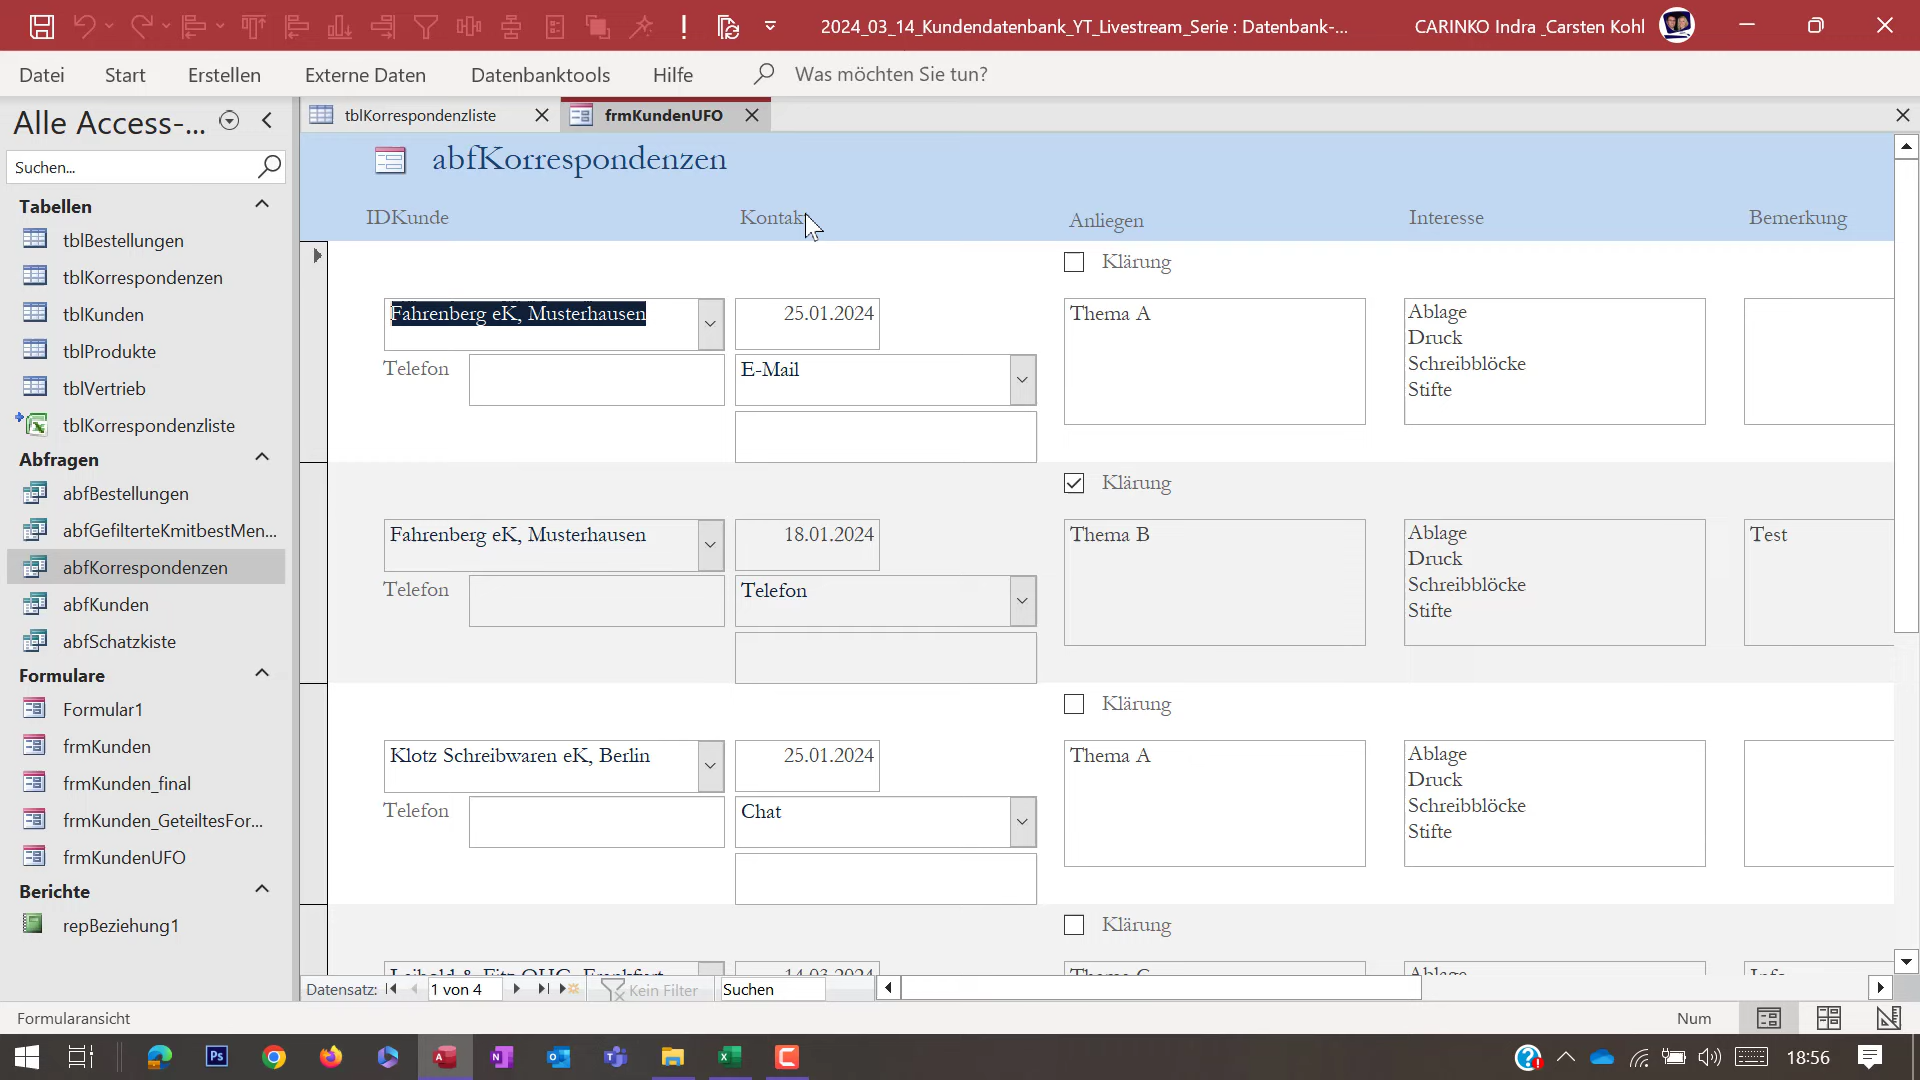 2024_03_14_Kundendatenbank_YT_Livestream_Serie : Datenbank-...
CARINKO Indra _Carsten Kohl
Datei
Start
Erstellen
Externe Daten
Datenbanktools
Hilfe
Was möchten Sie tun?
Alle Access-...
Suchen...
Tabellen
tblBestellungen
tblKorrespondenzen
tblKunden
tblProdukte
tblVertrieb
tblKorrespondenzliste
Abfragen
abfBestellungen
abfGefilterteKmitbestMen...
abfKorrespondenzen
abfKunden
abfSchatzkiste
Formulare
Formular1
frmKunden
frmKunden_final
frmKunden_GeteiltesFor...
frmKundenUFO
Berichte
repBeziehung1
tblKorrespondenzliste
frmKundenUFO
abfKorrespondenzen
IDKunde
Anliegen
Interesse
Bemerkung
Klärung
Fahrenberg eK, Musterhausen
25.01.2024
Thema A
Ablage
Druck
Schreibblöcke
Stifte
Telefon
E-Mail
Klärung
Fahrenberg eK, Musterhausen
18.01.2024
Thema B
Ablage
Druck
Schreibblöcke
Stifte
Test
Telefon
Telefon
Klärung
Klotz Schreibwaren eK, Berlin
25.01.2024
Thema A
Ablage
Druck
Schreibblöcke
Stifte
Telefon
Chat
Klärung
Datensatz:
1 von 4
Kein Filter
Suchen
Formularansicht
Num
Ps
18:56